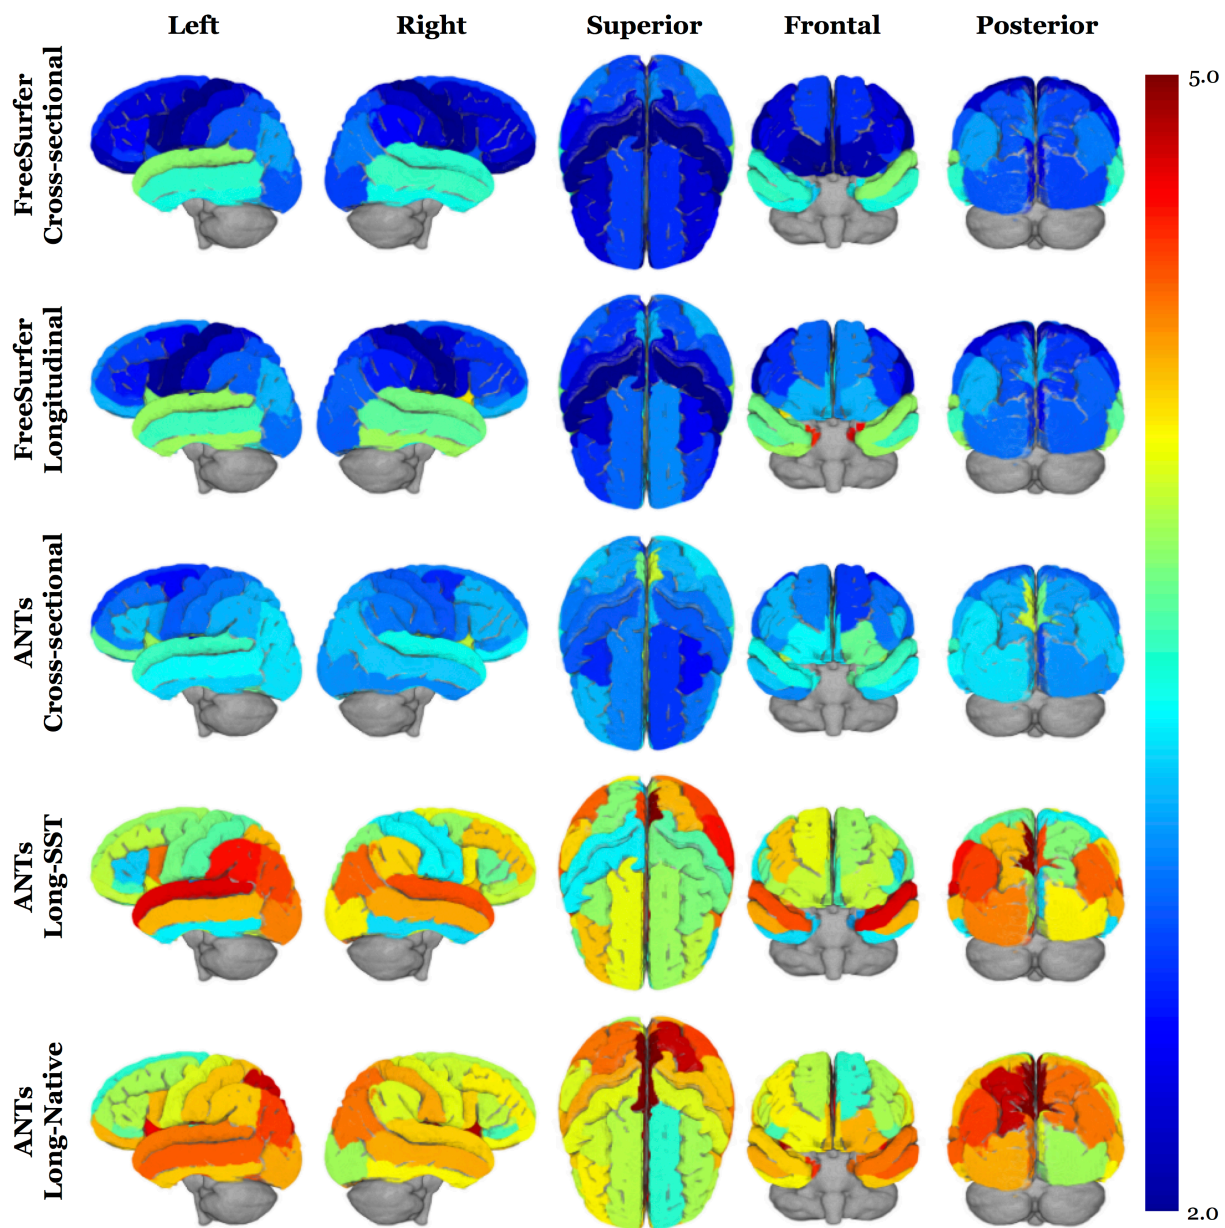 Left Right Superior Frontal Posterior
5.0
FreeSurfer
Cross-sectional
FreeSurfer
Longitudinal
ANTs
Cross-sectional
ANTs
Long-SST
ANTs
Long-Native
2.0